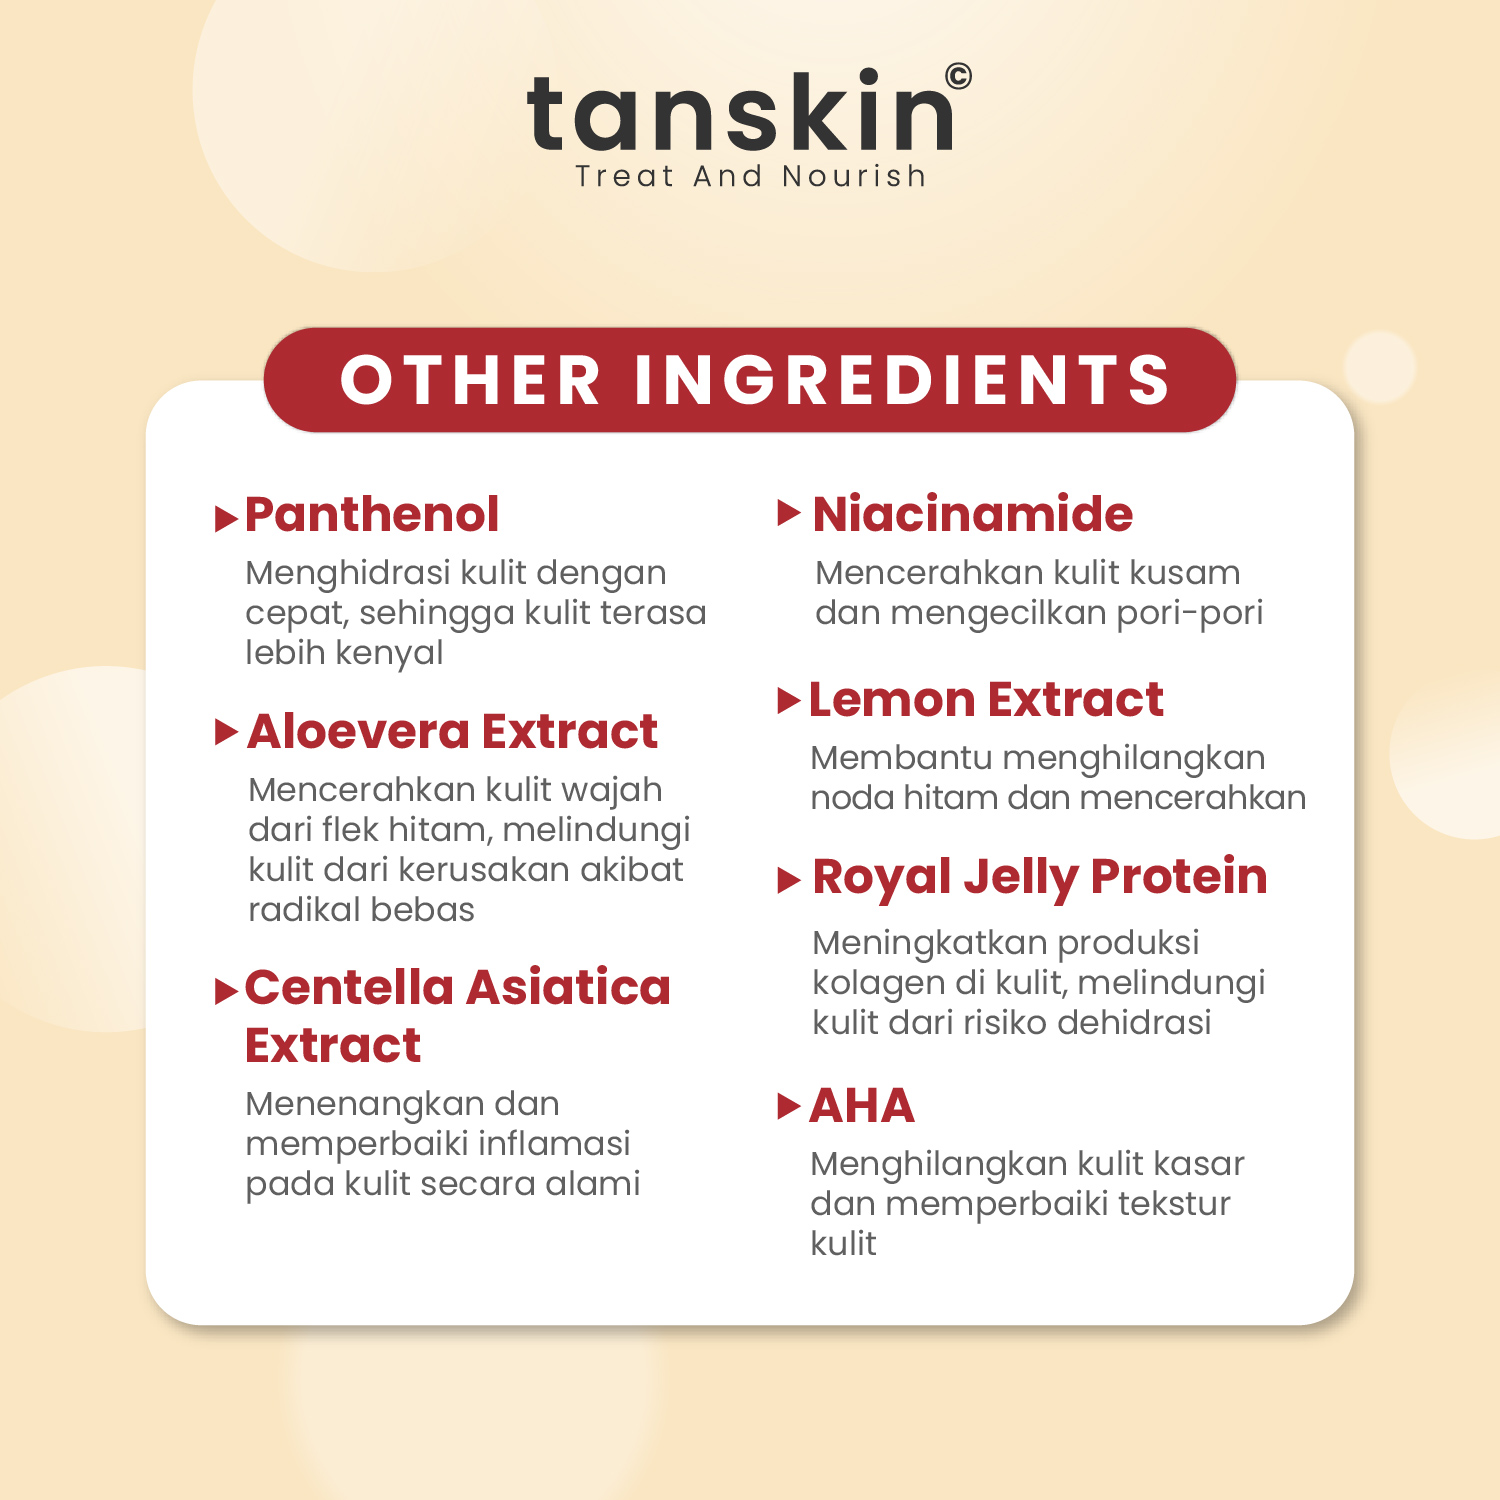 tanskin©
Treat And Nourish
OTHER INGREDIENTS
Panthenol
Menghidrasi kulit dengan
cepat, sehingga kulit terasa
lebih kenyal
Aloevera Extract
Mencerahkan kulit wajah
dari flek hitam, melindungi
kulit dari kerusakan akibat
radikal bebas
Centella Asiatica
Extract
Menenangkan dan
memperbaiki inflamasi
pada kulit secara alami
Niacinamide
Mencerahkan kulit kusam
dan mengecilkan pori-pori
Lemon Extract
Membantu menghilangkan
noda hitam dan mencerahkan
Royal Jelly Protein
Meningkatkan produksi
kolagen di kulit, melindungi
kulit dari risiko dehidrasi
AHA
Menghilangkan kulit kasar
dan memperbaiki tekstur
kulit